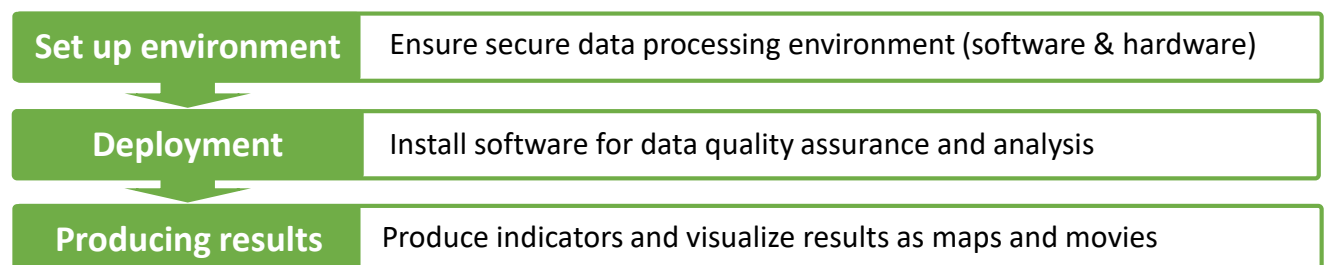 Set up environment
Ensure secure data processing environment (software & hardware)
Deployment
Install software for data quality assurance and analysis
Producing results
Produce indicators and visualize results as maps and movies